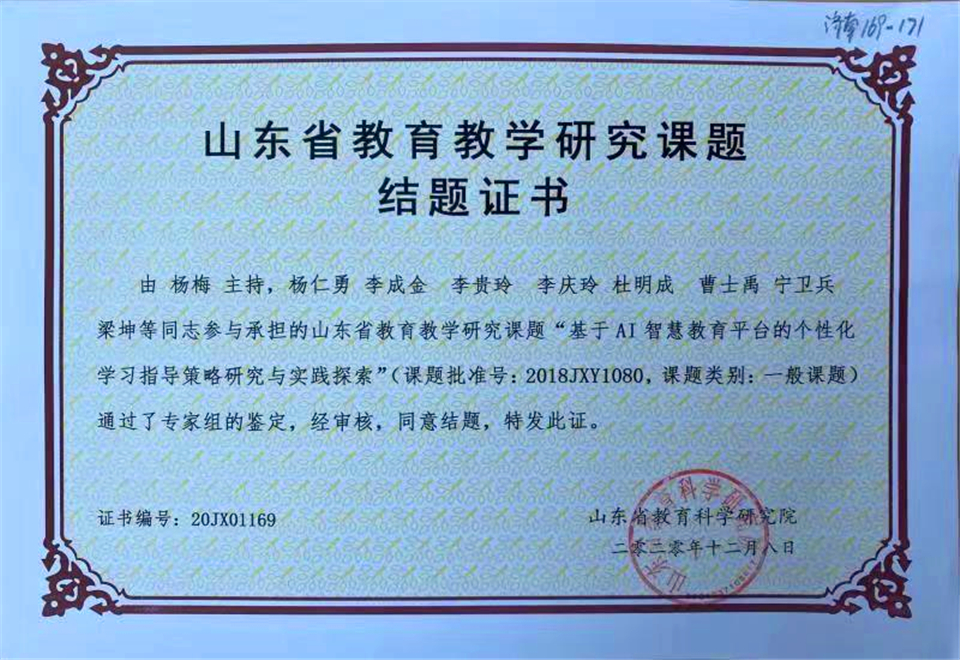 济南169-171
山东省教育教学研究课题
结题证书
由 杨梅 主持，杨仁勇 李成金 李贵玲 李庆玲 杜明成 曹士禹 宁卫兵
梁坤等同志参与承担的山东省教育教学研究课题“基于 AI 智慧教育平台的个性化
学习指导策略研究与实践探索”（课题批准号：2018JXY1080，课题类别：一般课题）
通过了专家组的鉴定，经审核，同意结题，特发此证。
证书编号：20JX01169
山东省教育科学研究院
二〇二〇年十二月八日